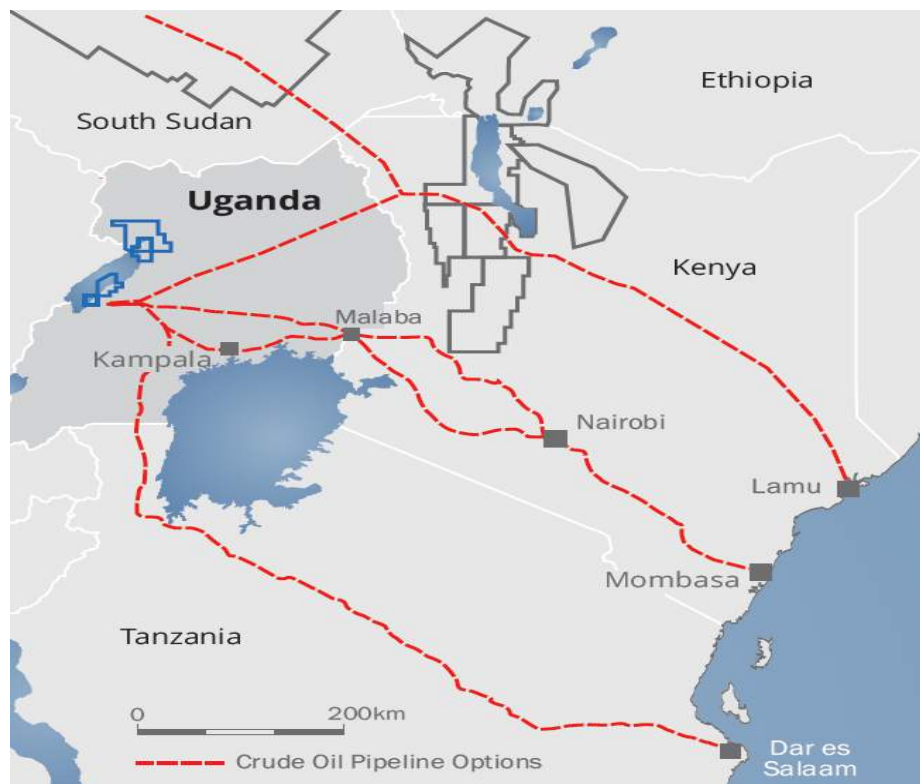 Ethiopia
South Sudan
Uganda
Kenya
Malaba
Kampala
Nairobi
Lamu
Mombasa
Tanzania
0
200km
Crude Oil Pipeline Options
Dar es
Salaam